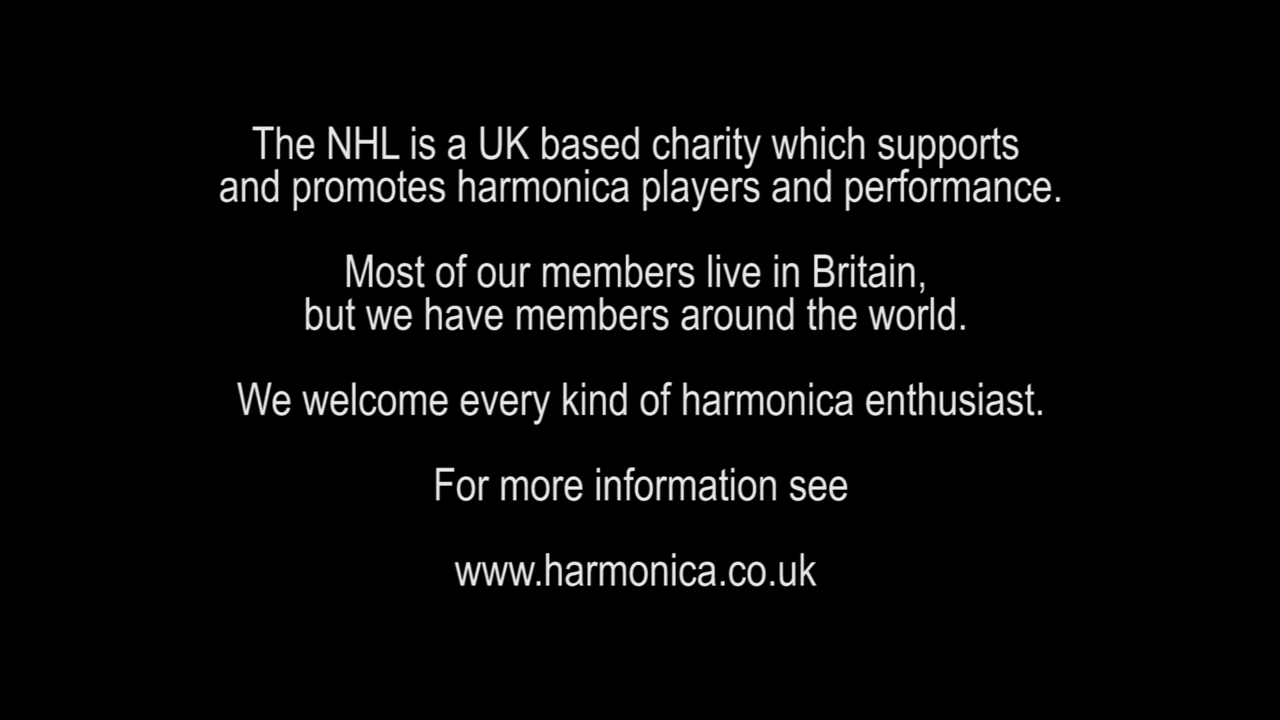 The NHL is a UK based charity which supports
and promotes harmonica players and performance.
Most of our members live in Britain,
but we have members around the world.
We welcome every kind of harmonica enthusiast.
For more information see
www.harmonica.co.uk